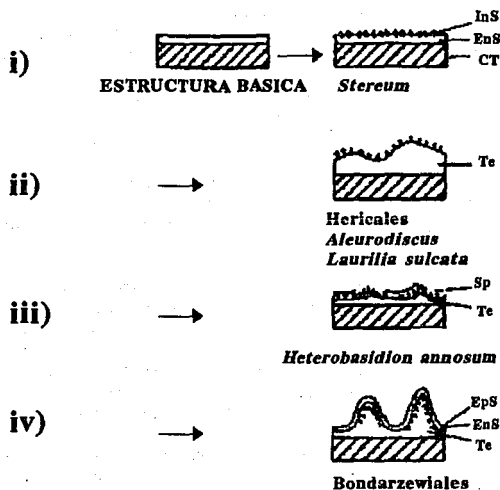 i)
InS
EnS
CT
ESTRUCTURA BASICA
Stereum
ii)
Te
Hericales
Aleurodiscus
Laurilia sulcata
iii)
Sp
Te
Heterobasidion annosum
iv)
EpS
EnS
Te
Bondarzewiales